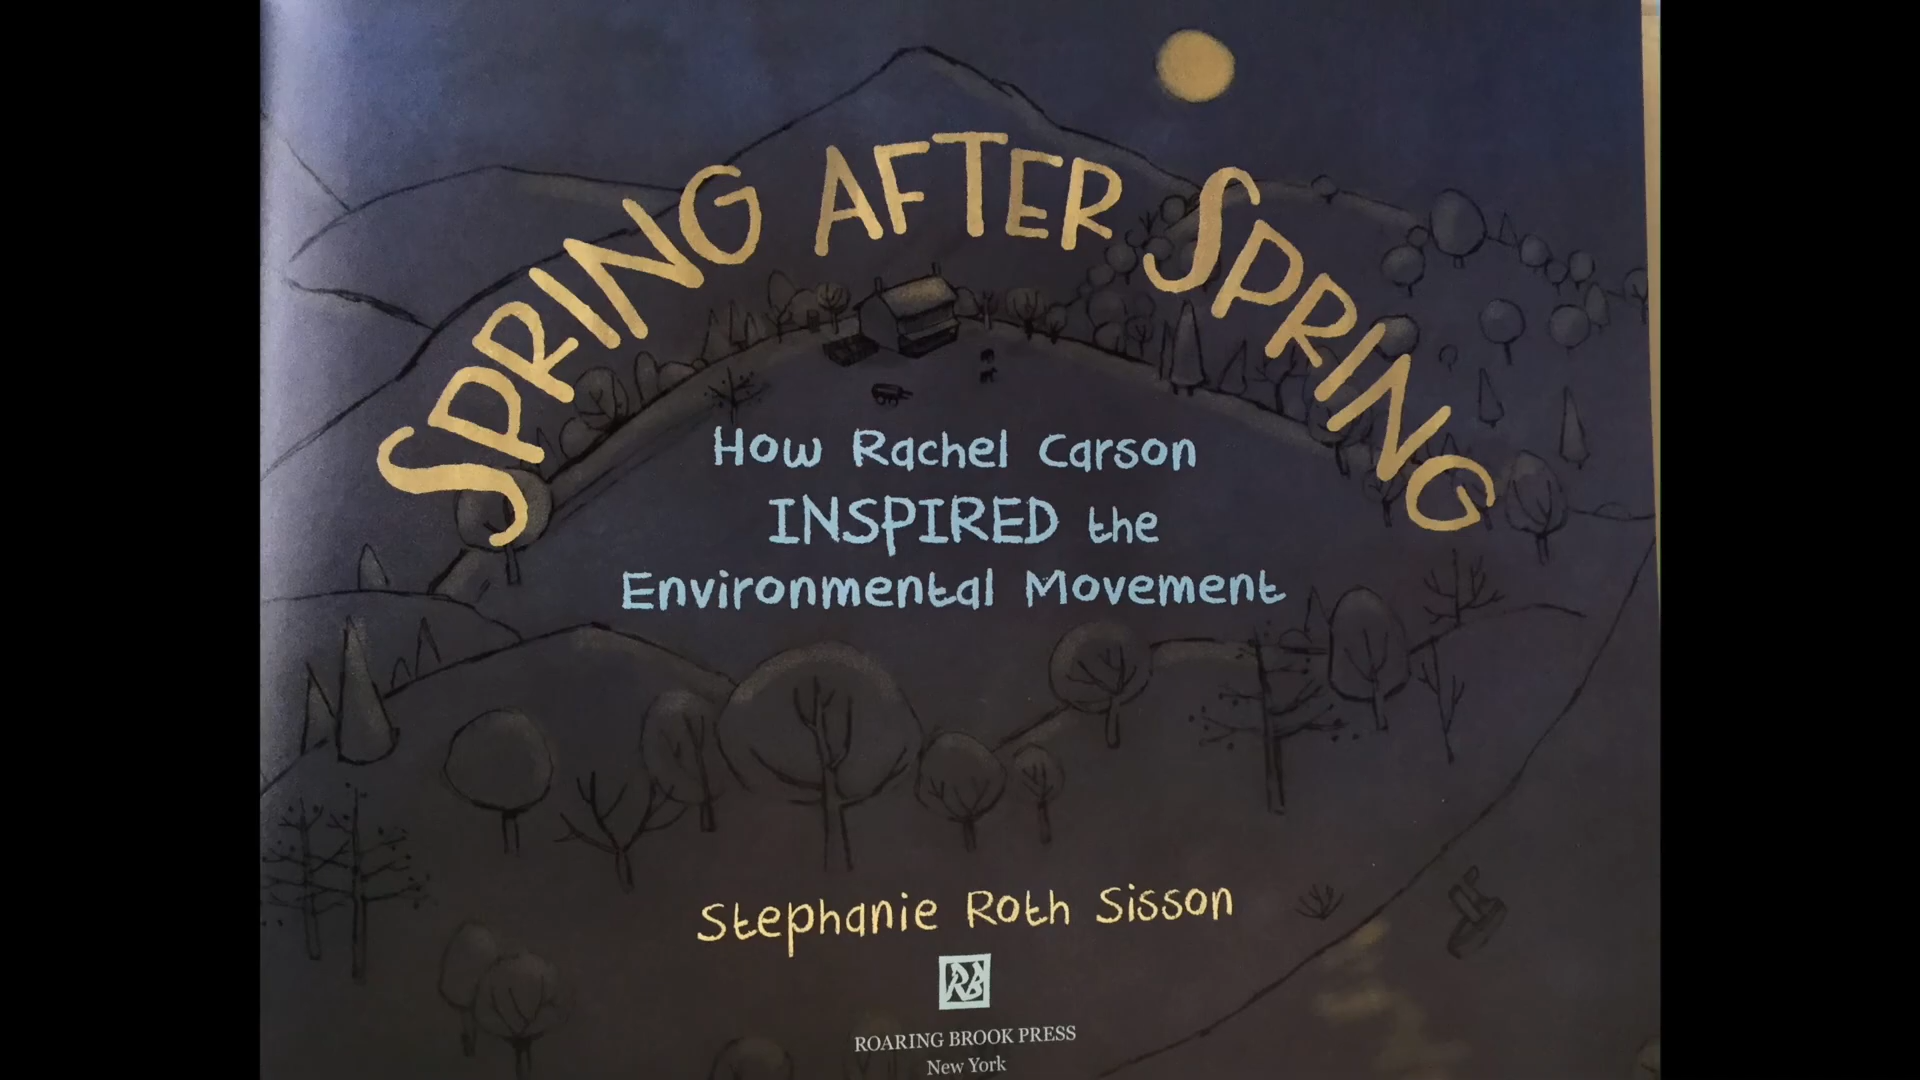 SPRING AFTER SPRING
How Rachel Carson
INSPIRED the
Environmental Movement
Stephanie Roth Sisson
RB
ROARING BROOK PRESS
New York